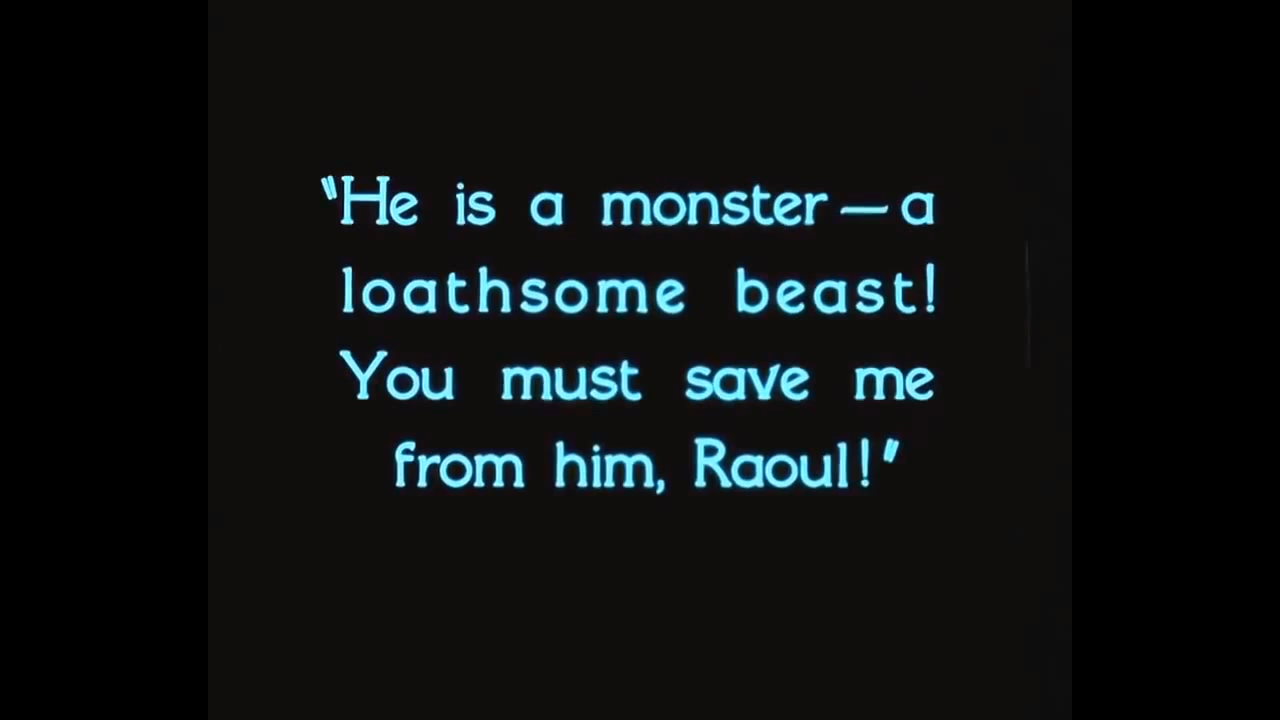 "He is a monster—a
loathsome beast!
You must save me
from him, Raoul!"